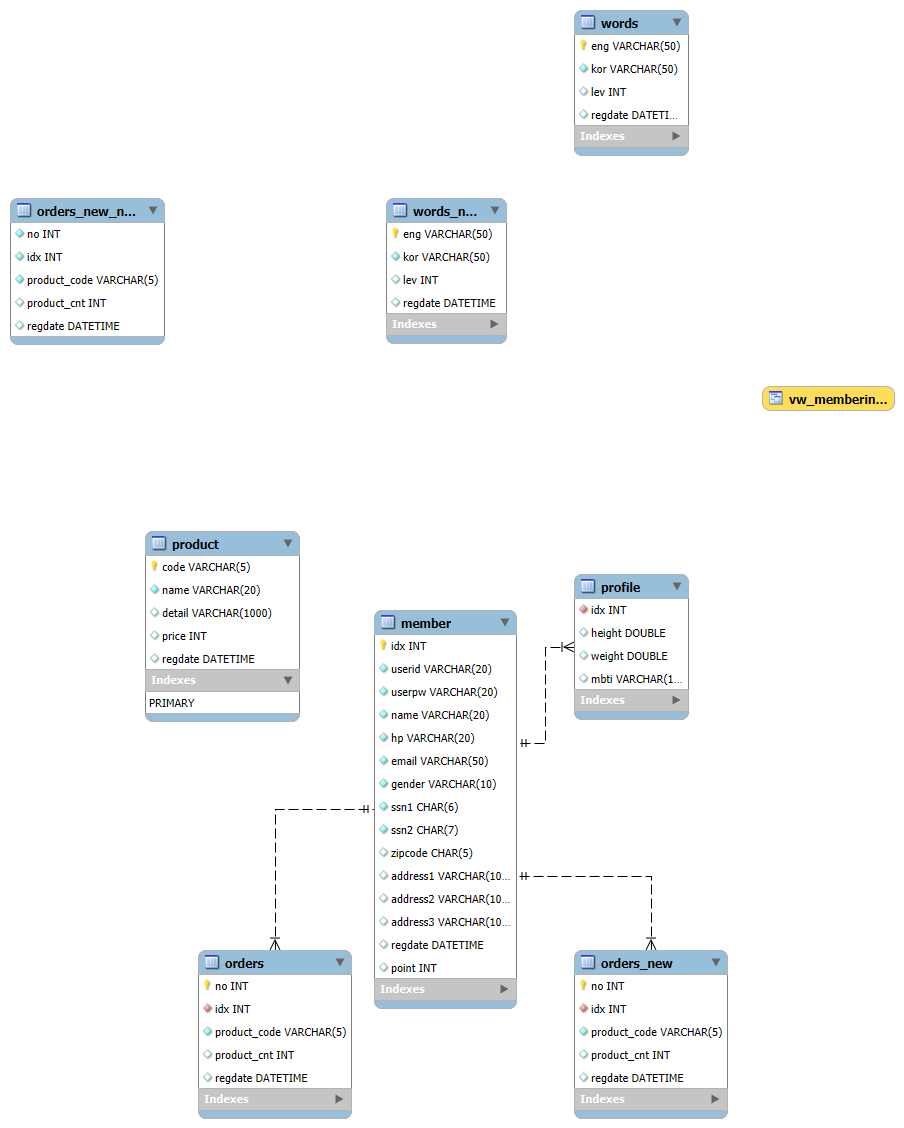 words
eng VARCHAR(50)
kor VARCHAR(50)
lev INT
regdate DATETI...
Indexes
orders_new_n...
no INT
idx INT
product_code VARCHAR(5)
product_cnt INT
regdate DATETIME
words_n...
eng VARCHAR(50)
kor VARCHAR(50)
lev INT
regdate DATETIME
Indexes
vw_memberin...
product
code VARCHAR(5)
name VARCHAR(20)
detail VARCHAR(1000)
price INT
regdate DATETIME
Indexes
PRIMARY
profile
idx INT
height DOUBLE
weight DOUBLE
mbti VARCHAR(1...
Indexes
member
idx INT
userid VARCHAR(20)
userpw VARCHAR(20)
name VARCHAR(20)
hp VARCHAR(20)
email VARCHAR(50)
gender VARCHAR(10)
ssn1 CHAR(6)
ssn2 CHAR(7)
zipcode CHAR(5)
address1 VARCHAR(10...
address2 VARCHAR(10...
address3 VARCHAR(10...
regdate DATETIME
point INT
Indexes
orders
no INT
idx INT
product_code VARCHAR(5)
product_cnt INT
regdate DATETIME
Indexes
orders_new
no INT
idx INT
product_code VARCHAR(5)
product_cnt INT
regdate DATETIME
Indexes